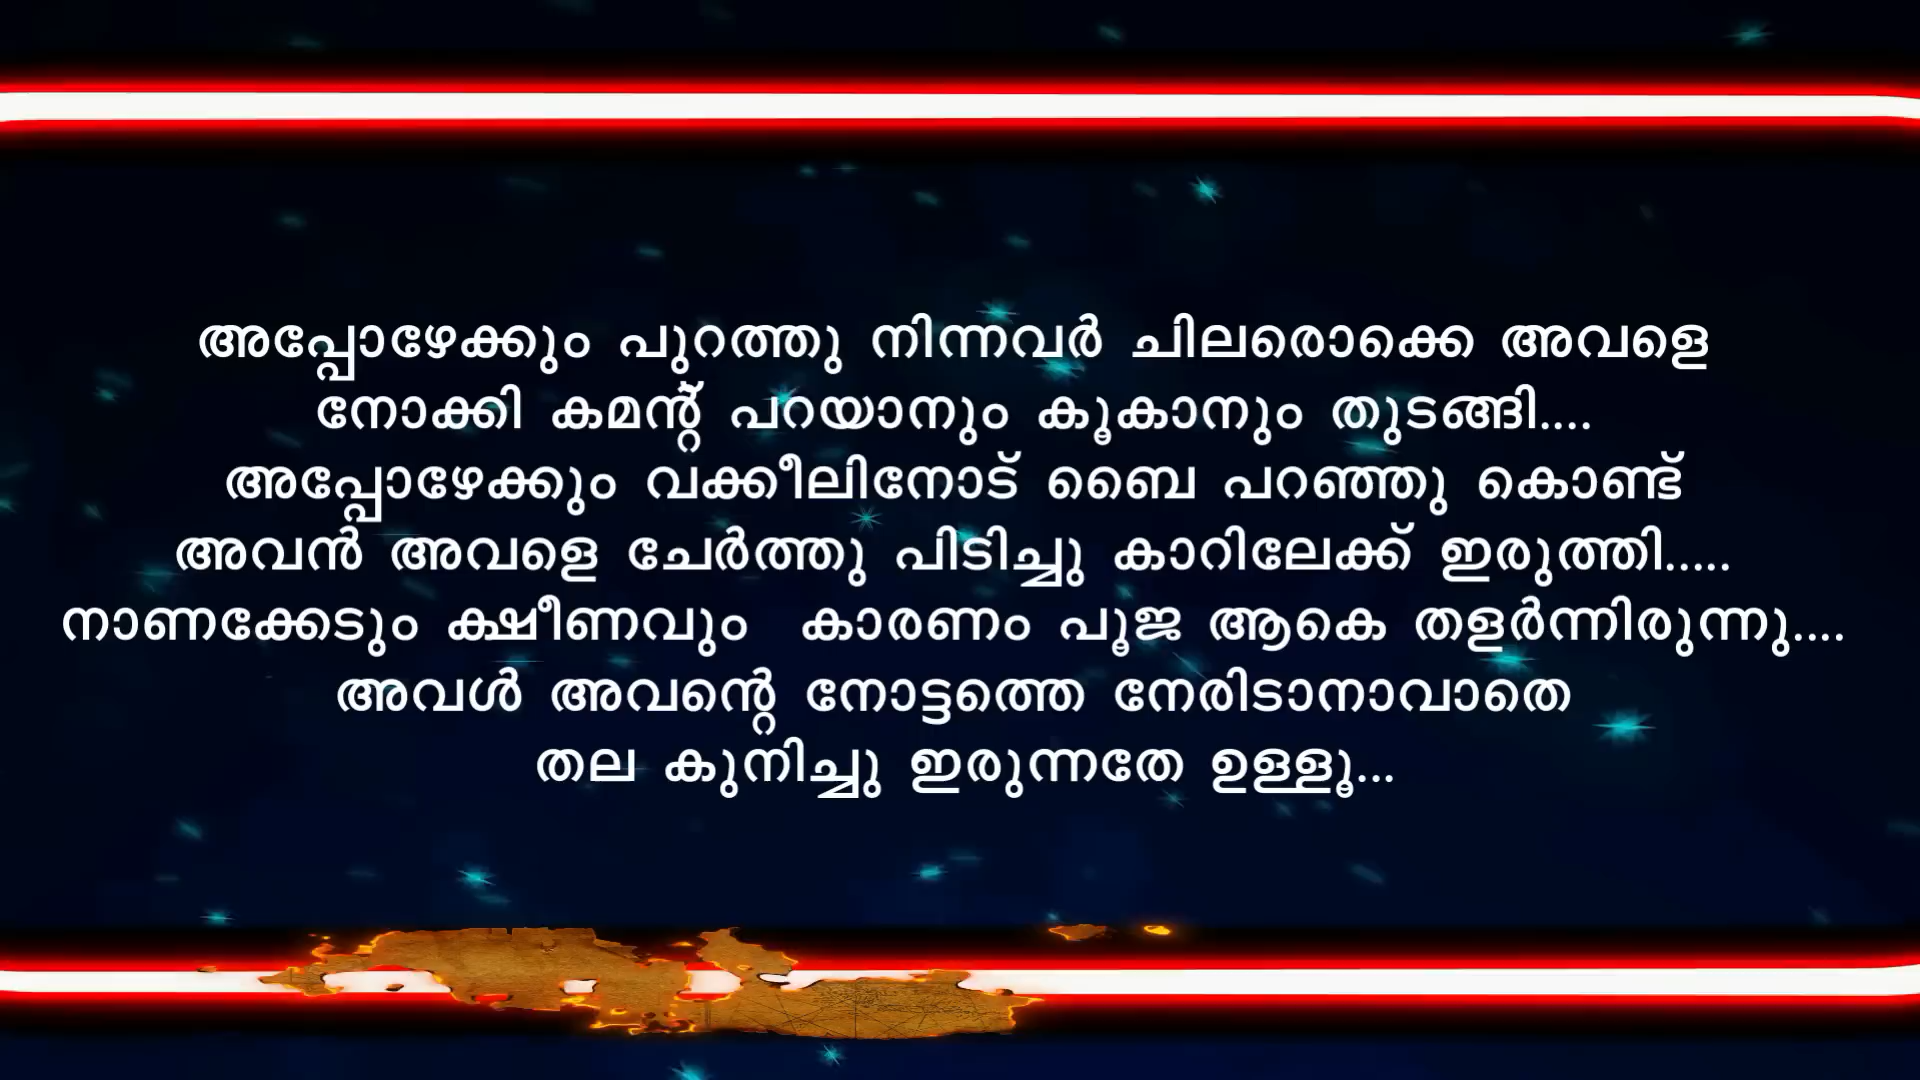 അപ്പോഴേക്കും പുറത്തു നിന്നവർ ചിലരൊക്കെ അവളെ
നോക്കി കമന്റ് പറയാനും കൂകാനും തുടങ്ങി....
അപ്പോഴേക്കും വക്കീലിനോട് ബൈ പറഞ്ഞു കൊണ്ട്
അവൻ അവളെ ചേർത്തു പിടിച്ചു കാറിലേക്ക് ഇരുത്തി.....
നാണക്കേടും ക്ഷീണവും  കാരണം പൂജ ആകെ തളർന്നിരുന്നു....
അവൾ അവന്റെ നോട്ടത്തെ നേരിടാനാവാതെ
തല കുനിച്ചു ഇരുന്നതേ ഉള്ളൂ...